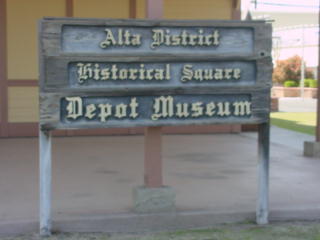 Alta District
Historical Square
Depot Museum